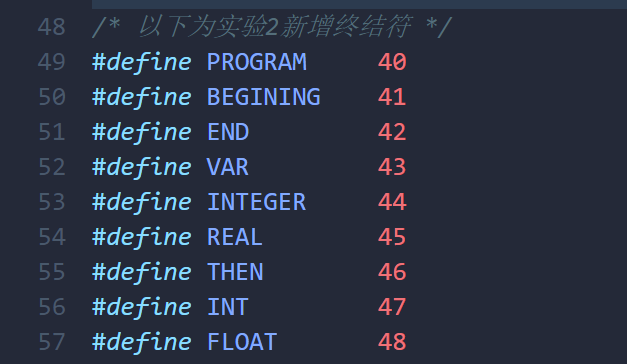 48 /* 以下为实验2新增终结符 */
49 #define PROGRAM 40
50 #define BEGINING 41
51 #define END 42
52 #define VAR 43
53 #define INTEGER 44
54 #define REAL 45
55 #define THEN 46
56 #define INT 47
57 #define FLOAT 48